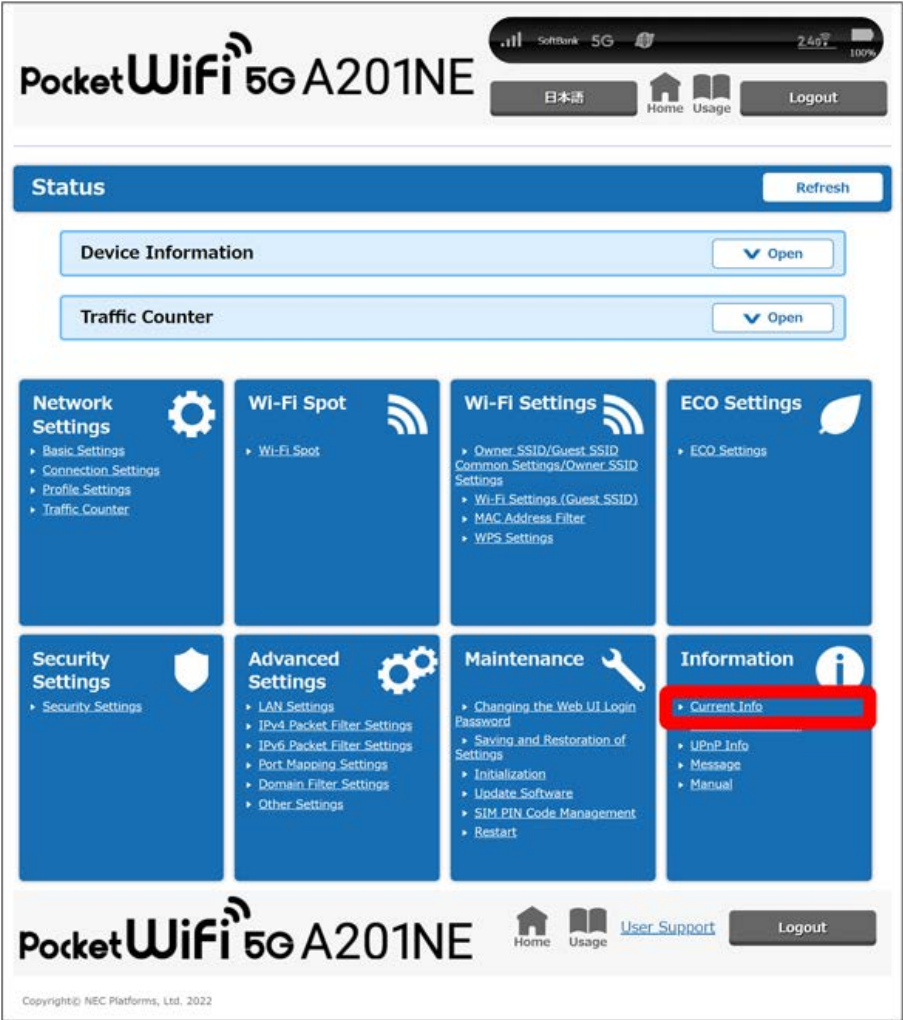 Pocket WiFi 5G A201NE
SoftBank 5G
2.4G
100%
日本語
Home
Usage
Logout
Status
Refresh
Device Information
Open
Traffic Counter
Open
Network
Settings
Basic Settings
Connection Settings
Profile Settings
Traffic Counter
Wi-Fi Spot
Wi-Fi Spot
Wi-Fi Settings
Owner SSID/Guest SSID
Common Settings/Owner SSID
Settings
Wi-Fi Settings (Guest SSID)
MAC Address Filter
WPS Settings
ECO Settings
ECO Settings
Security
Settings
Security Settings
Advanced
Settings
LAN Settings
IPv4 Packet Filter Settings
IPv6 Packet Filter Settings
Port Mapping Settings
Domain Filter Settings
Other Settings
Maintenance
Changing the Web UI Login
Password
Saving and Restoration of
Settings
Initialization
Update Software
SIM PIN Code Management
Restart
Information
Current Info
UPnP Info
Message
Manual
Pocket WiFi 5G A201NE
Home
Usage
User Support
Logout
Copyright© NEC Platforms, Ltd. 2022